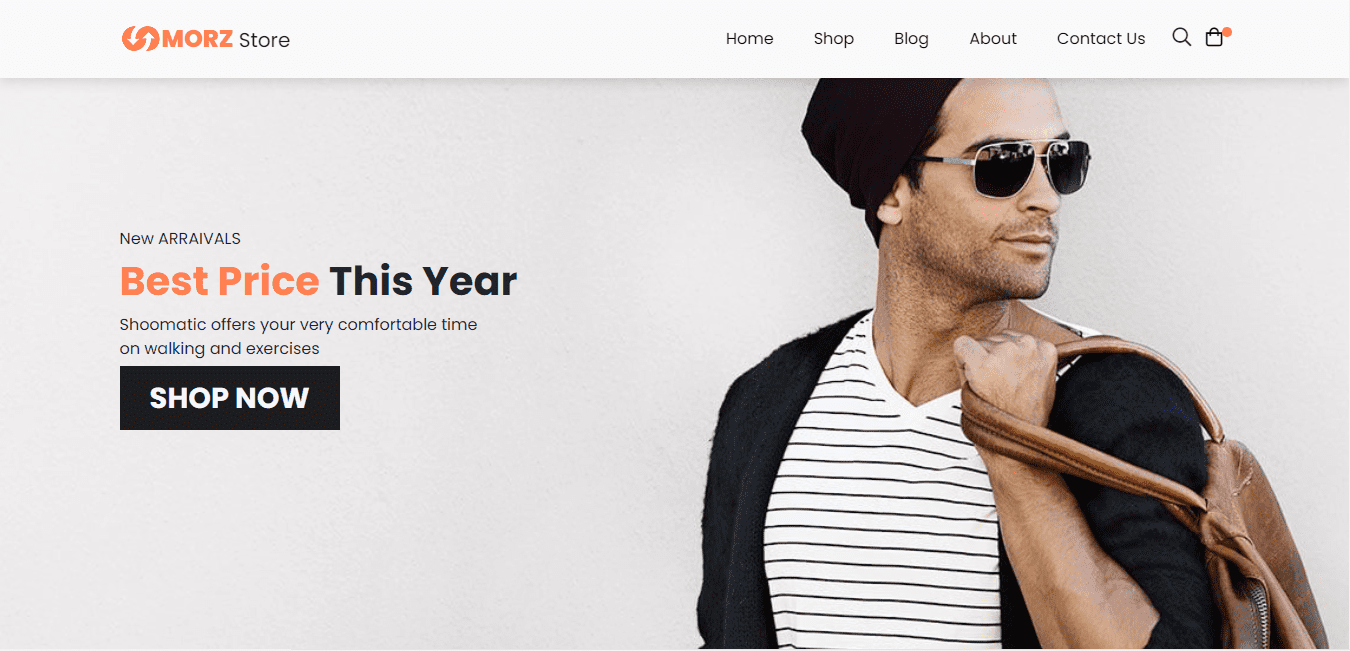 MORZ Store
Home Shop Blog About Contact Us
New ARRAIVALS
Best Price This Year
Shoomatic offers your very comfortable time
on walking and exercises
SHOP NOW